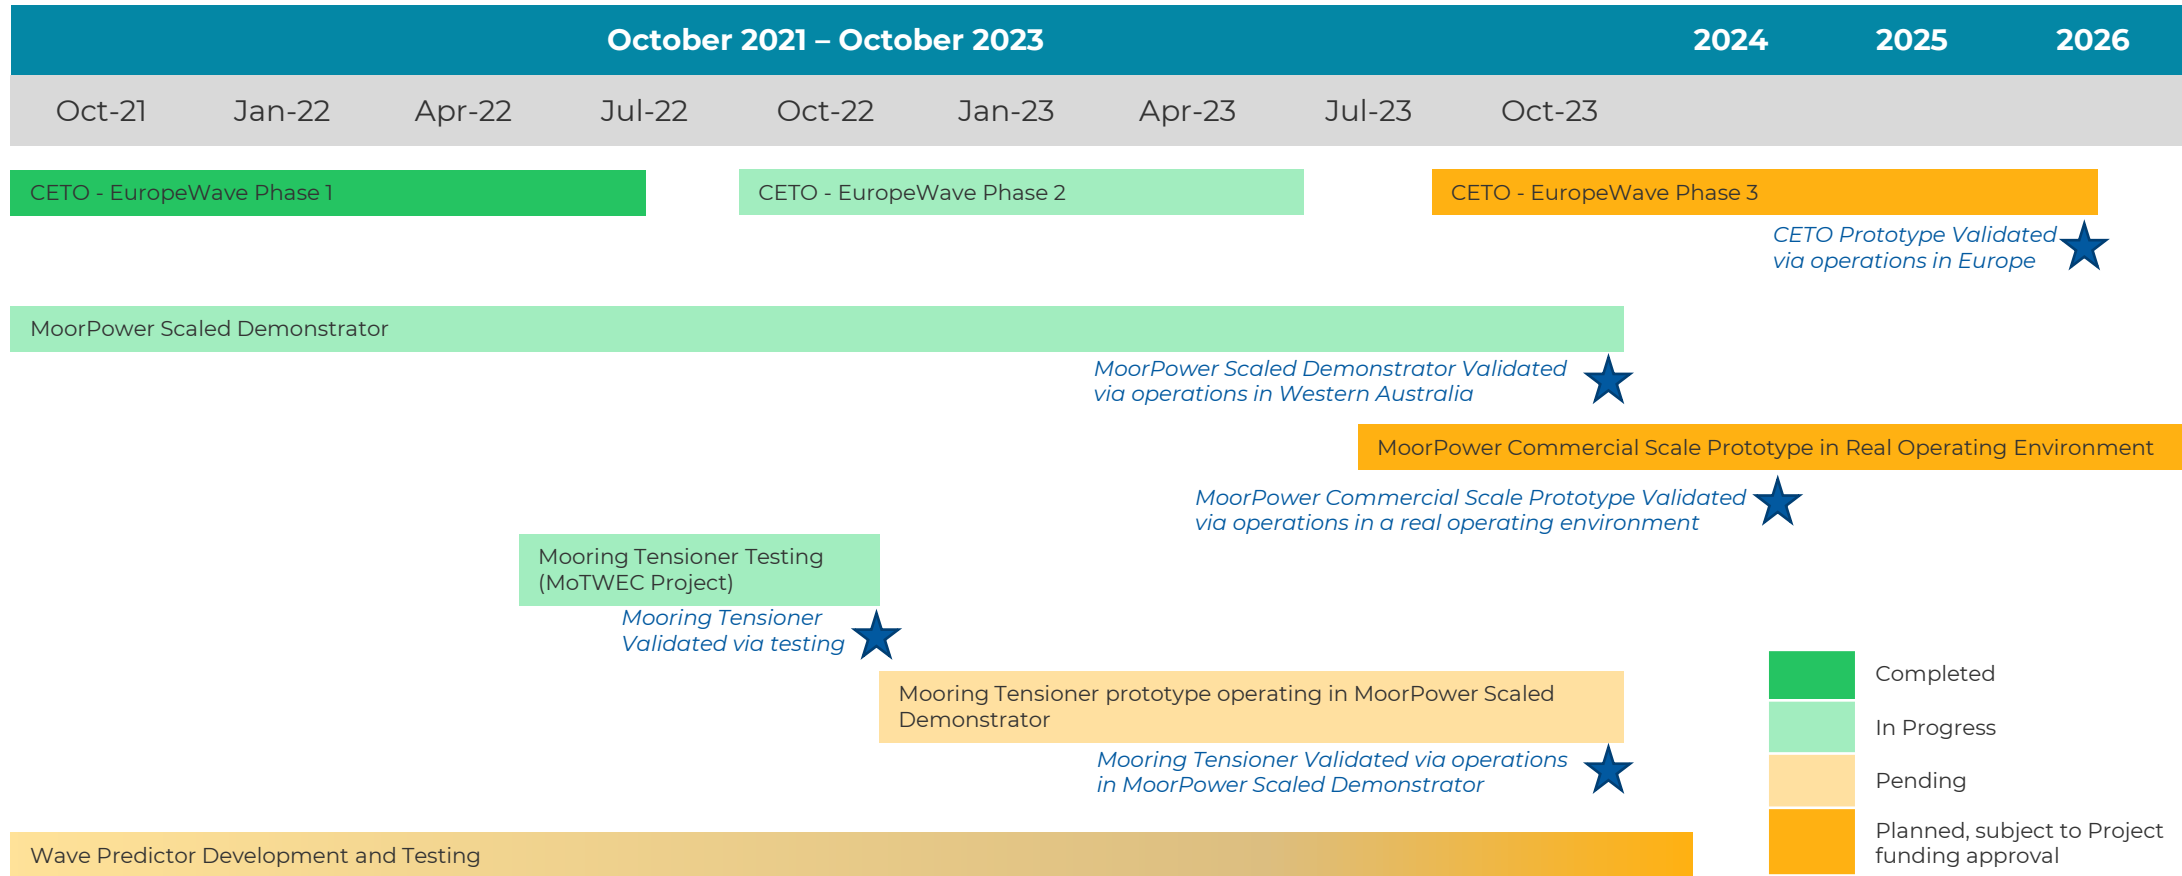 October 2021 – October 2023 2024 2025 2026
Oct-21 Jan-22 Apr-22 Jul-22 Oct-22 Jan-23 Apr-23 Jul-23 Oct-23
CETO - EuropeWave Phase 1
CETO - EuropeWave Phase 2
CETO - EuropeWave Phase 3
CETO Prototype Validated
via operations in Europe
MoorPower Scaled Demonstrator
MoorPower Scaled Demonstrator Validated
via operations in Western Australia
MoorPower Commercial Scale Prototype in Real Operating Environment
MoorPower Commercial Scale Prototype Validated
via operations in a real operating environment
Mooring Tensioner Testing
(MoTWEC Project)
Mooring Tensioner
Validated via testing
Mooring Tensioner prototype operating in MoorPower Scaled
Demonstrator
Mooring Tensioner Validated via operations
in MoorPower Scaled Demonstrator
Wave Predictor Development and Testing
Completed
In Progress
Pending
Planned, subject to Project
funding approval